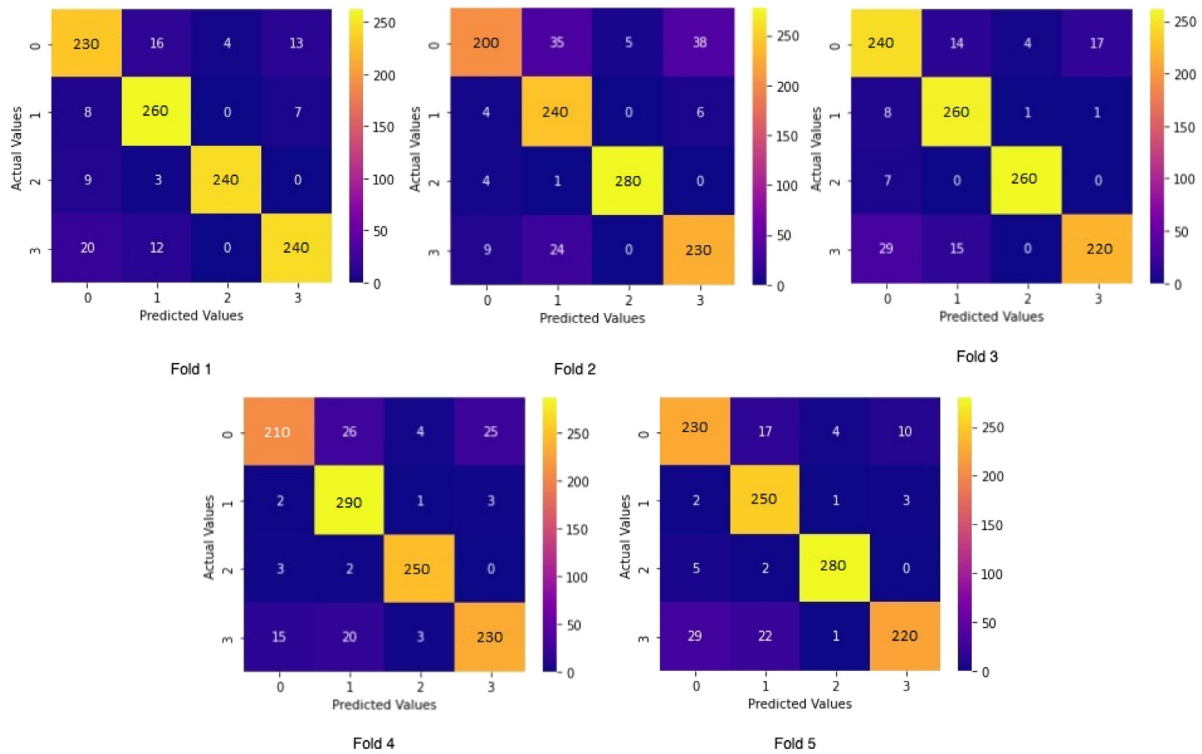 0 230 16 4 13
1 8 260 0 7
2 9 3 240 0
3 20 12 0 240
0 1 2 3
Predicted Values
Actual Values
250
200
150
100
50
0
Fold 1
0 200 35 5 38
1 4 240 0 6
2 4 1 280 0
3 9 24 0 230
0 1 2 3
Predicted Values
Actual Values
250
200
150
100
50
0
Fold 2
0 240 14 4 17
1 8 260 1 1
2 7 0 260 0
3 29 15 0 220
0 1 2 3
Predicted Values
Actual Values
250
200
150
100
50
0
Fold 3
0 210 26 4 25
1 2 290 1 3
2 3 2 250 0
3 15 20 3 230
0 1 2 3
Predicted Values
Actual Values
250
200
150
100
50
0
Fold 4
0 230 17 4 10
1 2 250 1 3
2 5 2 280 0
3 29 22 1 220
0 1 2 3
Predicted Values
Actual Values
250
200
150
100
50
0
Fold 5